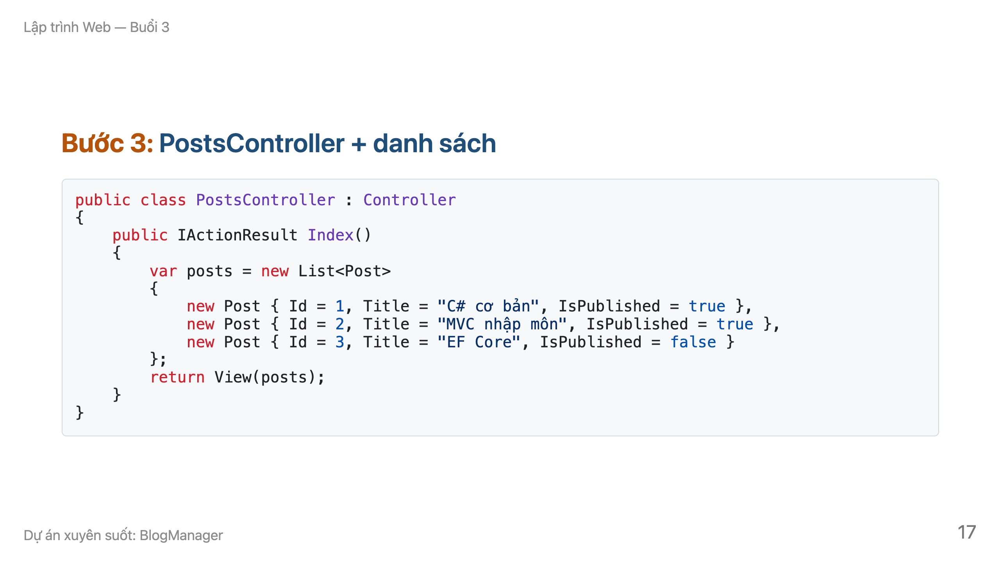 Lập trình Web — Buổi 3
Bước 3: PostsController + danh sách
public class PostsController : Controller
{
    public IActionResult Index()
    {
        var posts = new List<Post>
        {
            new Post { Id = 1, Title = "C# cơ bản", IsPublished = true },
            new Post { Id = 2, Title = "MVC nhập môn", IsPublished = true },
            new Post { Id = 3, Title = "EF Core", IsPublished = false }
        };
        return View(posts);
    }
}
Dự án xuyên suốt: BlogManager
17